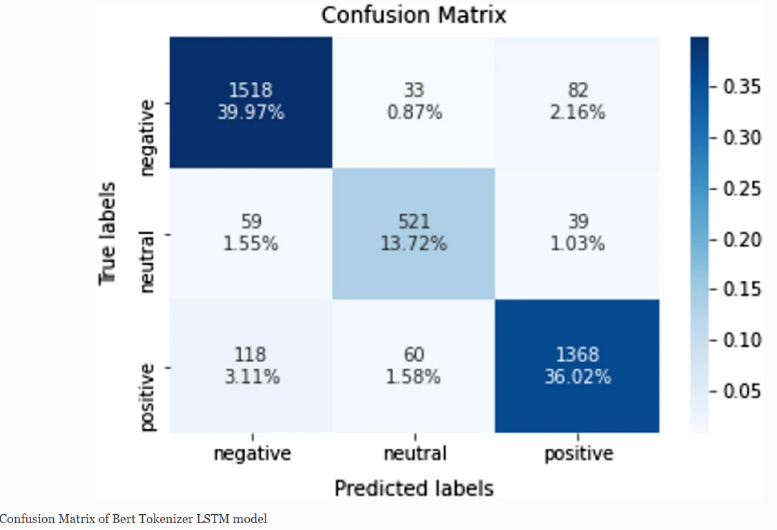 Confusion Matrix
1518 33 82
39.97% 0.87% 2.16%
59 521 39
1.55% 13.72% 1.03%
118 60 1368
3.11% 1.58% 36.02%
negative
neutral
positive
True labels
negative neutral positive
Predicted labels
0.35
0.30
0.25
0.20
0.15
0.10
0.05
Confusion Matrix of Bert Tokenizer LSTM model